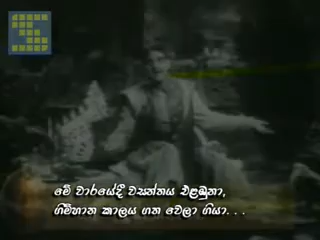 මේ වාරයේදී වසන්තය එළඹුනා,
ගිම්හාන කාලය ගත වෙලා ගියා. . .